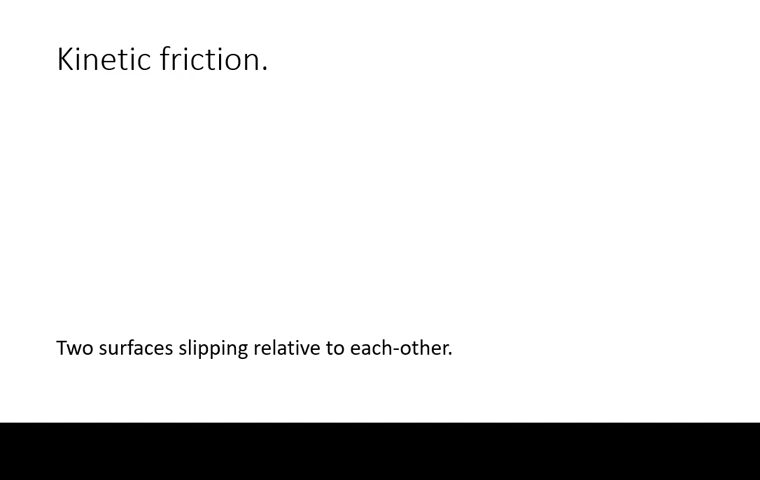 Kinetic friction.
Two surfaces slipping relative to each-other.